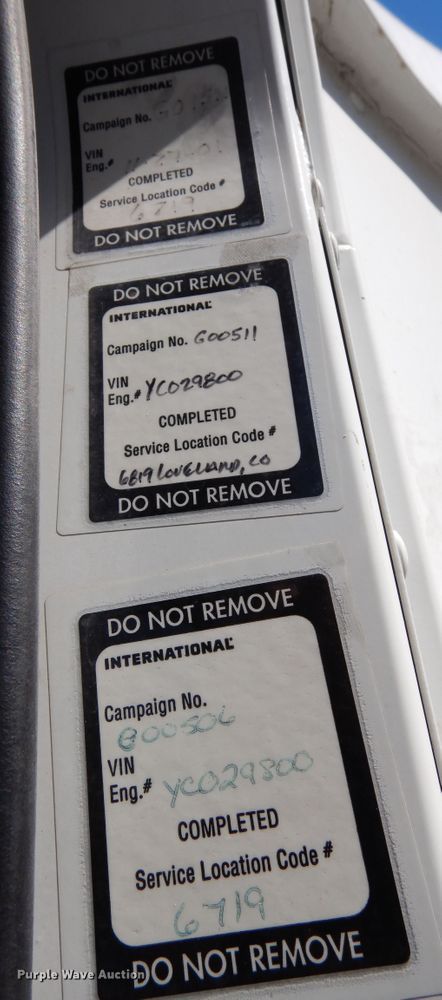 DO NOT REMOVE
INTERNATIONAL
Campaign No.
VIN
Eng.#
COMPLETED
Service Location Code #
6719
DO NOT REMOVE
DO NOT REMOVE
INTERNATIONAL
Campaign No. G00511
VIN
Eng.# YC029800
COMPLETED
Service Location Code #
6819 LOVELAND, CO
DO NOT REMOVE
DO NOT REMOVE
INTERNATIONAL
Campaign No.
G00506
VIN
Eng.# YC029800
COMPLETED
Service Location Code #
6719
DO NOT REMOVE
Purple Wave Auction